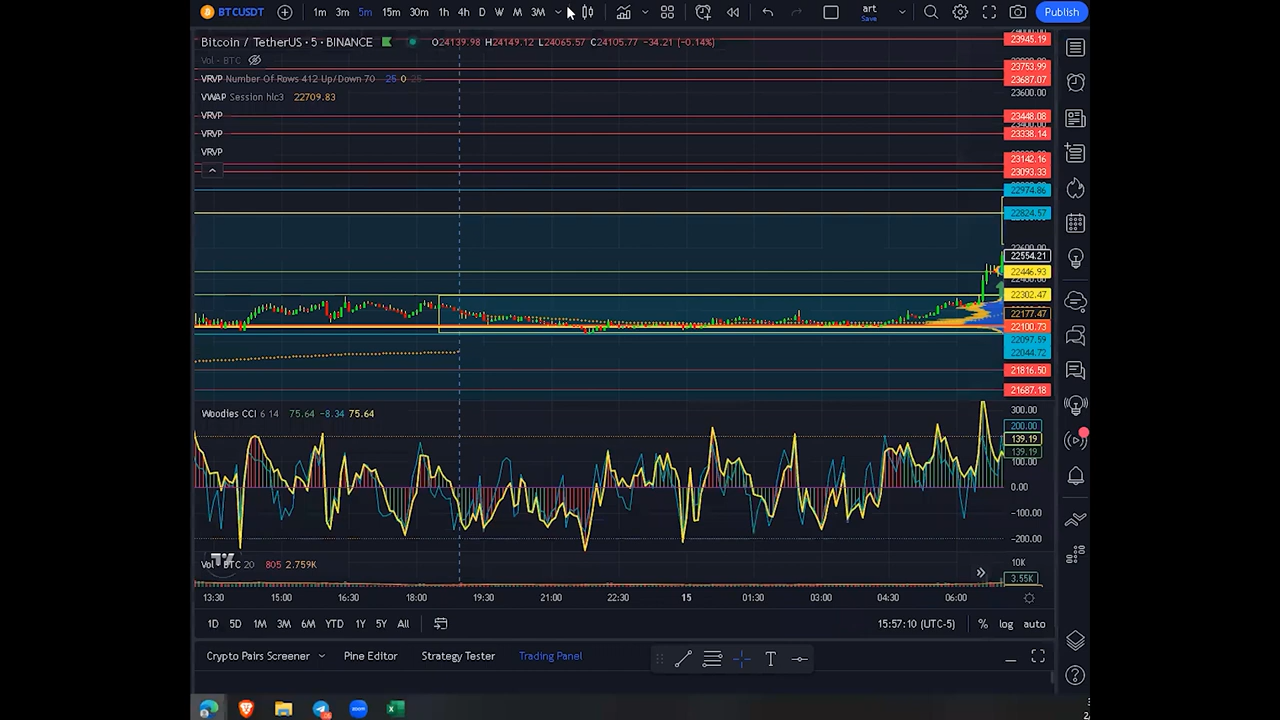 BTCUSDT 1m 3m 5m 15m 30m 1h 4h D W M 3M art Save Publish
Bitcoin / TetherUS · 5 · BINANCE O24139.98 H24149.12 L24065.57 C24105.77 −34.21 (−0.14%)
Vol · BTC
VRVP Number Of Rows 412 Up/Down 70 25 0 25
VWAP Session hlc3 22709.83
VRVP
VRVP
VRVP
23945.19
23753.99
23687.07
23600.00
23448.08
23338.14
23142.16
23093.33
22974.86
22824.57
22600.00
22554.21
22446.93
22302.47
22177.47
22100.73
22097.59
22044.72
21816.50
21687.18
Woodies CCI 6 14 75.64 −8.34 75.64
300.00
200.00
139.19
139.19
100.00
0.00
−100.00
−200.00
Vol · BTC 20 805 2.759K
10K
3.55K
13:30 15:00 16:30 18:00 19:30 21:00 22:30 15 01:30 03:00 04:30 06:00
1D 5D 1M 3M 6M YTD 1Y 5Y All 15:57:10 (UTC-5) % log auto
Crypto Pairs Screener Pine Editor Strategy Tester Trading Panel
zoom